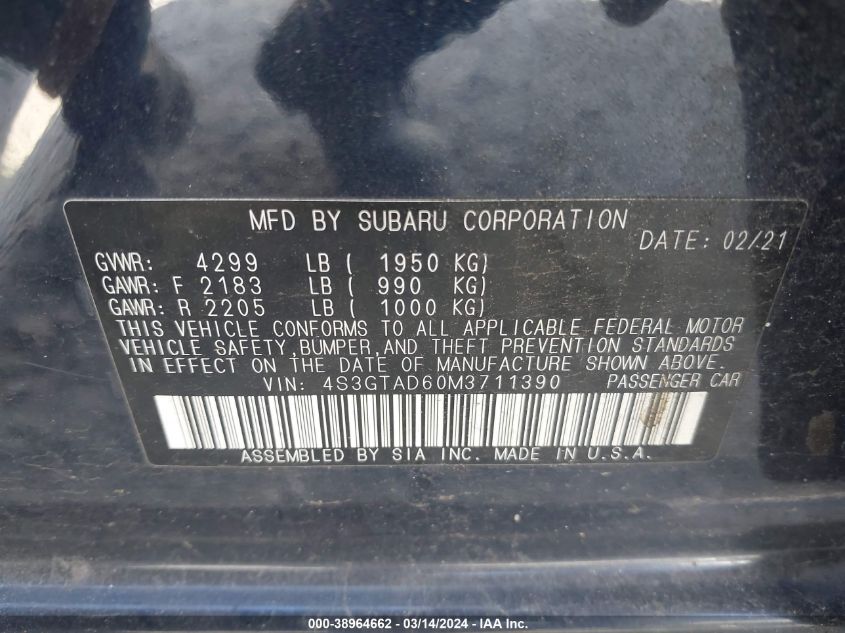 MFD BY SUBARU CORPORATION
DATE: 02/21
GVWR: 4299 LB ( 1950 KG)
GAWR: F 2183 LB ( 990 KG)
GAWR: R 2205 LB ( 1000 KG)
THIS VEHICLE CONFORMS TO ALL APPLICABLE FEDERAL MOTOR
VEHICLE SAFETY,BUMPER,AND THEFT PREVENTION STANDARDS
IN EFFECT ON THE DATE OF MANUFACTURE SHOWN ABOVE.
VIN: 4S3GTAD60M3711390 PASSENGER CAR
ASSEMBLED BY SIA INC. MADE IN U.S.A.
000-38964662 - 03/14/2024 - IAA Inc.